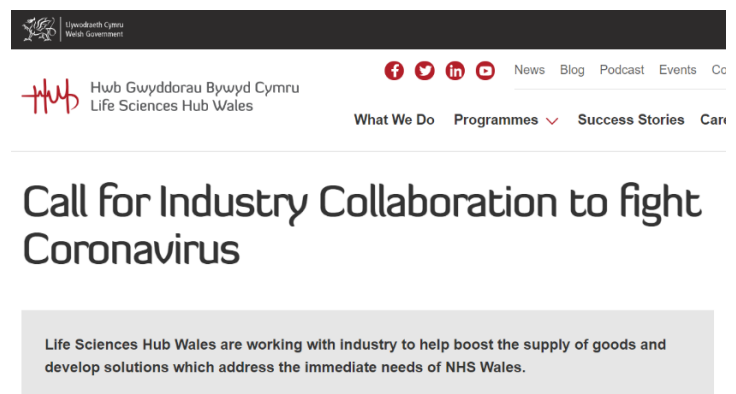 Llywodraeth Cymru
Welsh Government
News Blog Podcast Events Co
Hwb Gwyddorau Bywyd Cymru
Life Sciences Hub Wales
What We Do Programmes Success Stories Care
Call for Industry Collaboration to fight
Coronavirus
Life Sciences Hub Wales are working with industry to help boost the supply of goods and
develop solutions which address the immediate needs of NHS Wales.